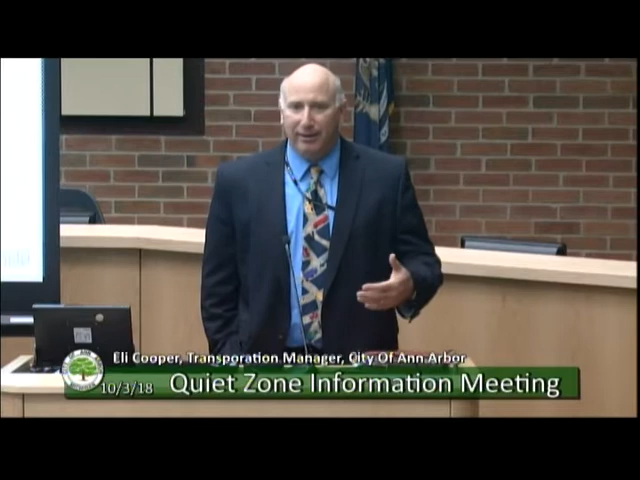 Eli Cooper, Transporation Manager, City Of Ann Arbor
10/3/18 Quiet Zone Information Meeting